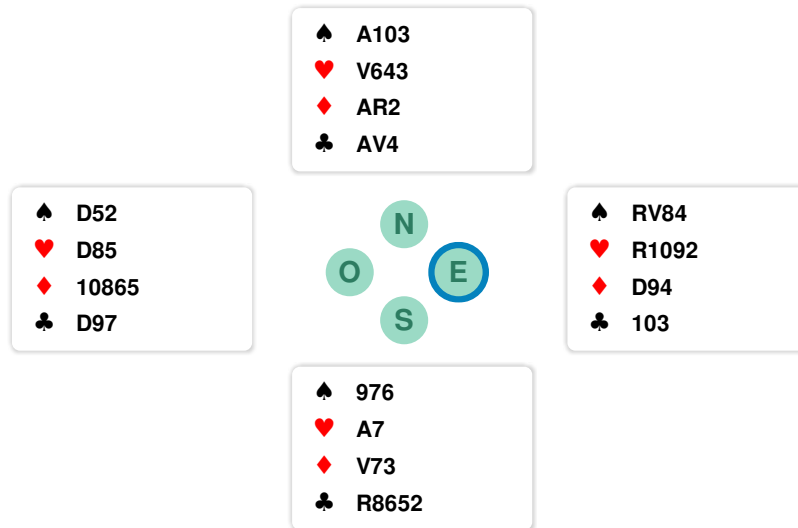 ♠ A103
♥ V643
♦ AR2
♣ AV4
♠ D52
♥ D85
♦ 10865
♣ D97
N
O E
S
♠ RV84
♥ R1092
♦ D94
♣ 103
♠ 976
♥ A7
♦ V73
♣ R8652